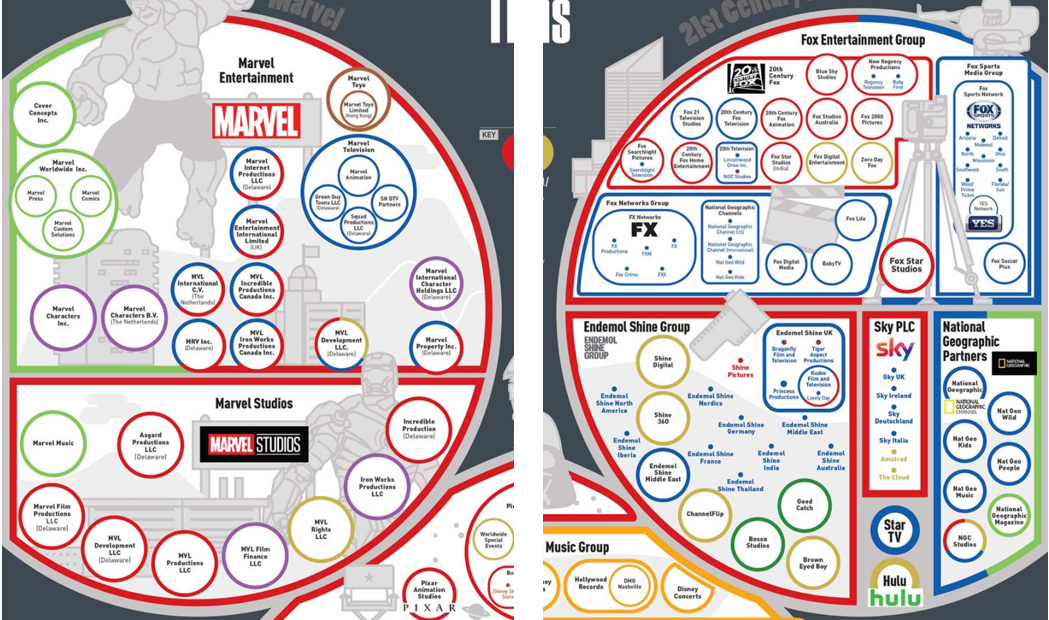 Marvel
Marvel
Entertainment
Cover
Concepts
Inc.
MARVEL
Marvel
Toys
Marvel Toys
Limited
(Hong Kong)
Marvel
Worldwide Inc.
Marvel
Press
Marvel
Comics
Marvel
Custom
Solutions
Marvel
Internet
Productions
LLC
(Delaware)
Marvel
Television
Marvel
Animation
Green Guy
Toons LLC
(Delaware)
SH DTV
Partners
Squad
Productions
LLC
(Delaware)
Marvel
Entertainment
International
Limited
(UK)
MVL
International
C.V.
(The
Netherlands)
MVL
Incredible
Productions
Canada Inc.
Marvel
International
Character
Holdings LLC
(Delaware)
Marvel
Characters
Inc.
Marvel
Characters B.V.
(The Netherlands)
MRV Inc.
(Delaware)
MVL
Iron Works
Productions
Canada Inc.
MVL
Development
LLC,
(Delaware)
Marvel
Property Inc.
(Delaware)
Marvel Studios
Marvel Music
Asgard
Productions
LLC
(Delaware)
MARVEL STUDIOS
Incredible
Production
(Delaware)
Iron Works
Productions
LLC
Marvel Film
Productions
LLC
(Delaware)
MVL
Development
LLC
(Delaware)
MVL
Productions
LLC
MVL Film
Finance
LLC
MVL
Rights
LLC
Worldwide
Special
Events
Pixar
Animation
Studios
PIXAR
KEY
21st Century
Fox Entertainment Group
20th
Century
Fox
Blue Sky
Studios
New Regency
Productions
Regency
Television
Baby
First
Fox 21
Television
Studios
20th Century
Fox
Television
20th Century
Fox
Animation
Fox Studios
Australia
Fox 2000
Pictures
Fox
Searchlight
Pictures
Searchlight
Television
20th
Century
Fox Home
Entertainment
20th Television
Lincolnwood
Drive Inc.
NGC Studios
Fox Star
Studios
(India)
Fox Digital
Entertainment
Zero Day
Fox
Fox Sports
Media Group
Fox
Sports Network
FOX
SPORTS
NETWORKS
Arizona
Detroit
Midwest
North
Ohio
Southwest
South
West/
Prime
Ticket
Florida/
Sun
YES
Network
YES
Fox Soccer
Plus
Fox Networks Group
FX Networks
FX
FX
Productions
FXM
FX
Fox Crime
FXX
National Geographic
Channels
National Geographic
Channel (US)
National Geographic
Channel (International)
Nat Geo Wild
Nat Geo Kids
Fox Life
Fox Digital
Media
BabyTV
Fox Star
Studios
Endemol Shine Group
ENDEMOL
SHINE
GROUP
Shine
Digital
Shine
Pictures
Endemol Shine UK
Dragonfly
Film and
Television
Tiger
Aspect
Productions
Kudos
Film and
Television
Lovely Day
Princess
Productions
Endemol
Shine North
America
Shine
360
Endemol
Shine
Nordics
Endemol
Shine
Germany
Endemol
Shine
Middle East
Endemol
Shine
Iberia
Endemol
Shine
France
Endemol
Shine
India
Endemol
Shine
Australia
Endemol
Shine
Middle East
Endemol
Shine Thailand
ChannelFlip
Good
Catch
Bossa
Studios
Brown
Eyed Boy
Sky PLC
sky
Sky UK
Sky Ireland
Sky
Deutschland
Sky Italia
Amstrad
The Cloud
Star
TV
Hulu
hulu
National
Geographic
Partners
NATIONAL
GEOGRAPHIC
National
Geographic
NATIONAL
GEOGRAPHIC
CHANNEL
Nat Geo
Wild
Nat Geo
Kids
Nat Geo
People
Nat Geo
Music
National
Geographic
Magazine
NGC
Studios
Music Group
Hollywood
Records
DMG
Nashville
Disney
Concerts